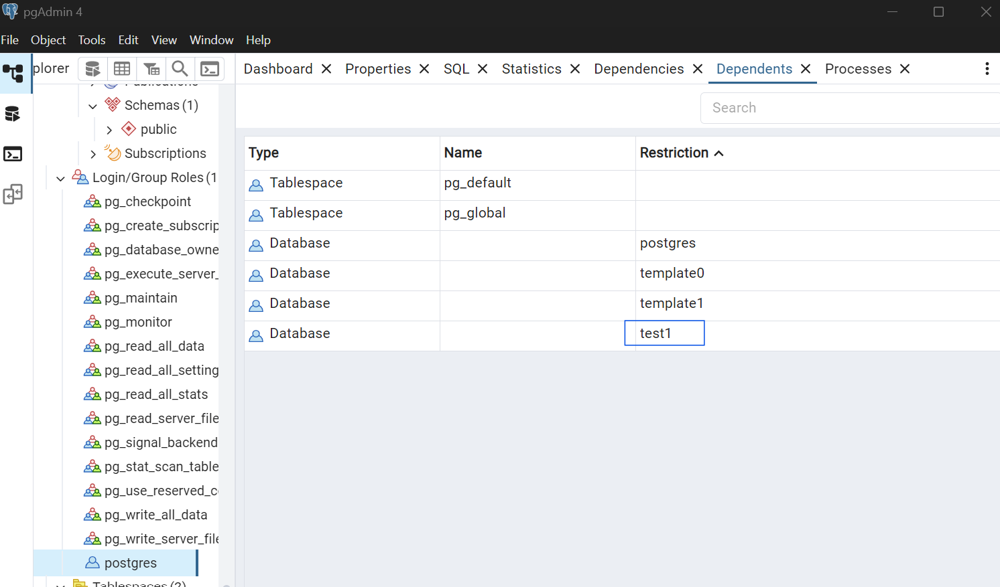 pgAdmin 4
File Object Tools Edit View Window Help
plorer
Dashboard Properties SQL Statistics Dependencies Dependents Processes
Publications
Schemas (1)
public
Subscriptions
Login/Group Roles (1
pg_checkpoint
pg_create_subscrip
pg_database_owne
pg_execute_server_
pg_maintain
pg_monitor
pg_read_all_data
pg_read_all_setting
pg_read_all_stats
pg_read_server_file
pg_signal_backend
pg_stat_scan_table
pg_use_reserved_c
pg_write_all_data
pg_write_server_file
postgres
Tablespaces (2)
Search
Type Name Restriction
Tablespace pg_default
Tablespace pg_global
Database postgres
Database template0
Database template1
Database test1